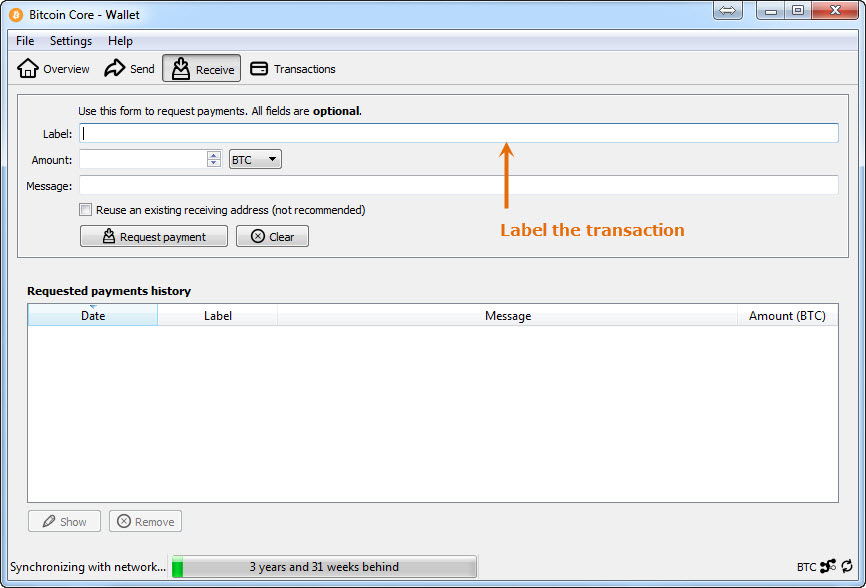 Bitcoin Core - Wallet
File Settings Help
Overview Send Receive Transactions
Use this form to request payments. All fields are optional.
Label:
Amount: BTC
Message:
Reuse an existing receiving address (not recommended)
Label the transaction
Request payment Clear
Requested payments history
Date Label Message Amount (BTC)
Show Remove
Synchronizing with network... 3 years and 31 weeks behind BTC